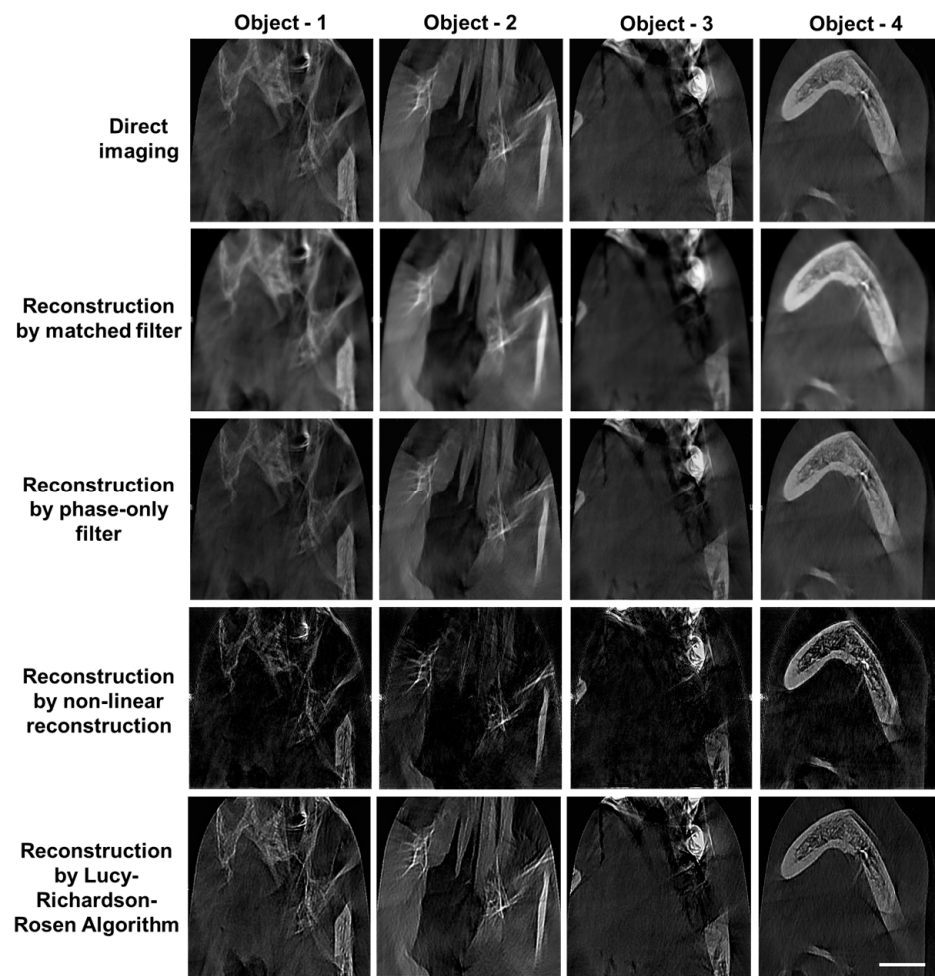 Object - 1
Object - 2
Object - 3
Object - 4
Direct
imaging
Reconstruction
by matched filter
Reconstruction
by phase-only
filter
Reconstruction
by non-linear
reconstruction
Reconstruction
by Lucy-
Richardson-
Rosen Algorithm